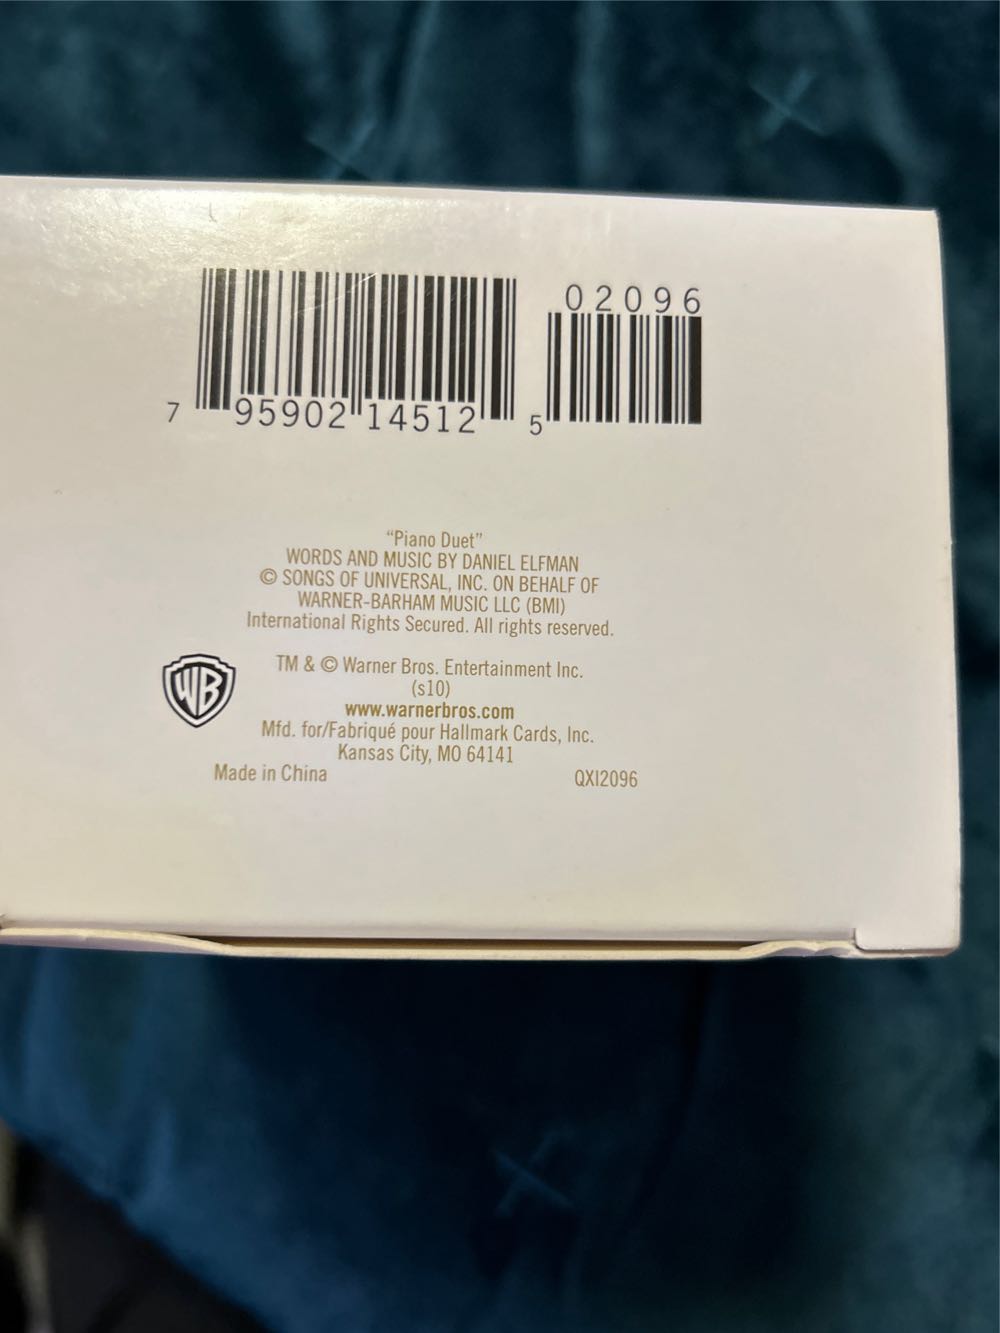 02096
7 95902 14512 5
“Piano Duet”
WORDS AND MUSIC BY DANIEL ELFMAN
© SONGS OF UNIVERSAL, INC. ON BEHALF OF
WARNER-BARHAM MUSIC LLC (BMI)
International Rights Secured. All rights reserved.
WB
TM & © Warner Bros. Entertainment Inc.
(s10)
www.warnerbros.com
Mfd. for/Fabriqué pour Hallmark Cards, Inc.
Kansas City, MO 64141
Made in China QXI2096